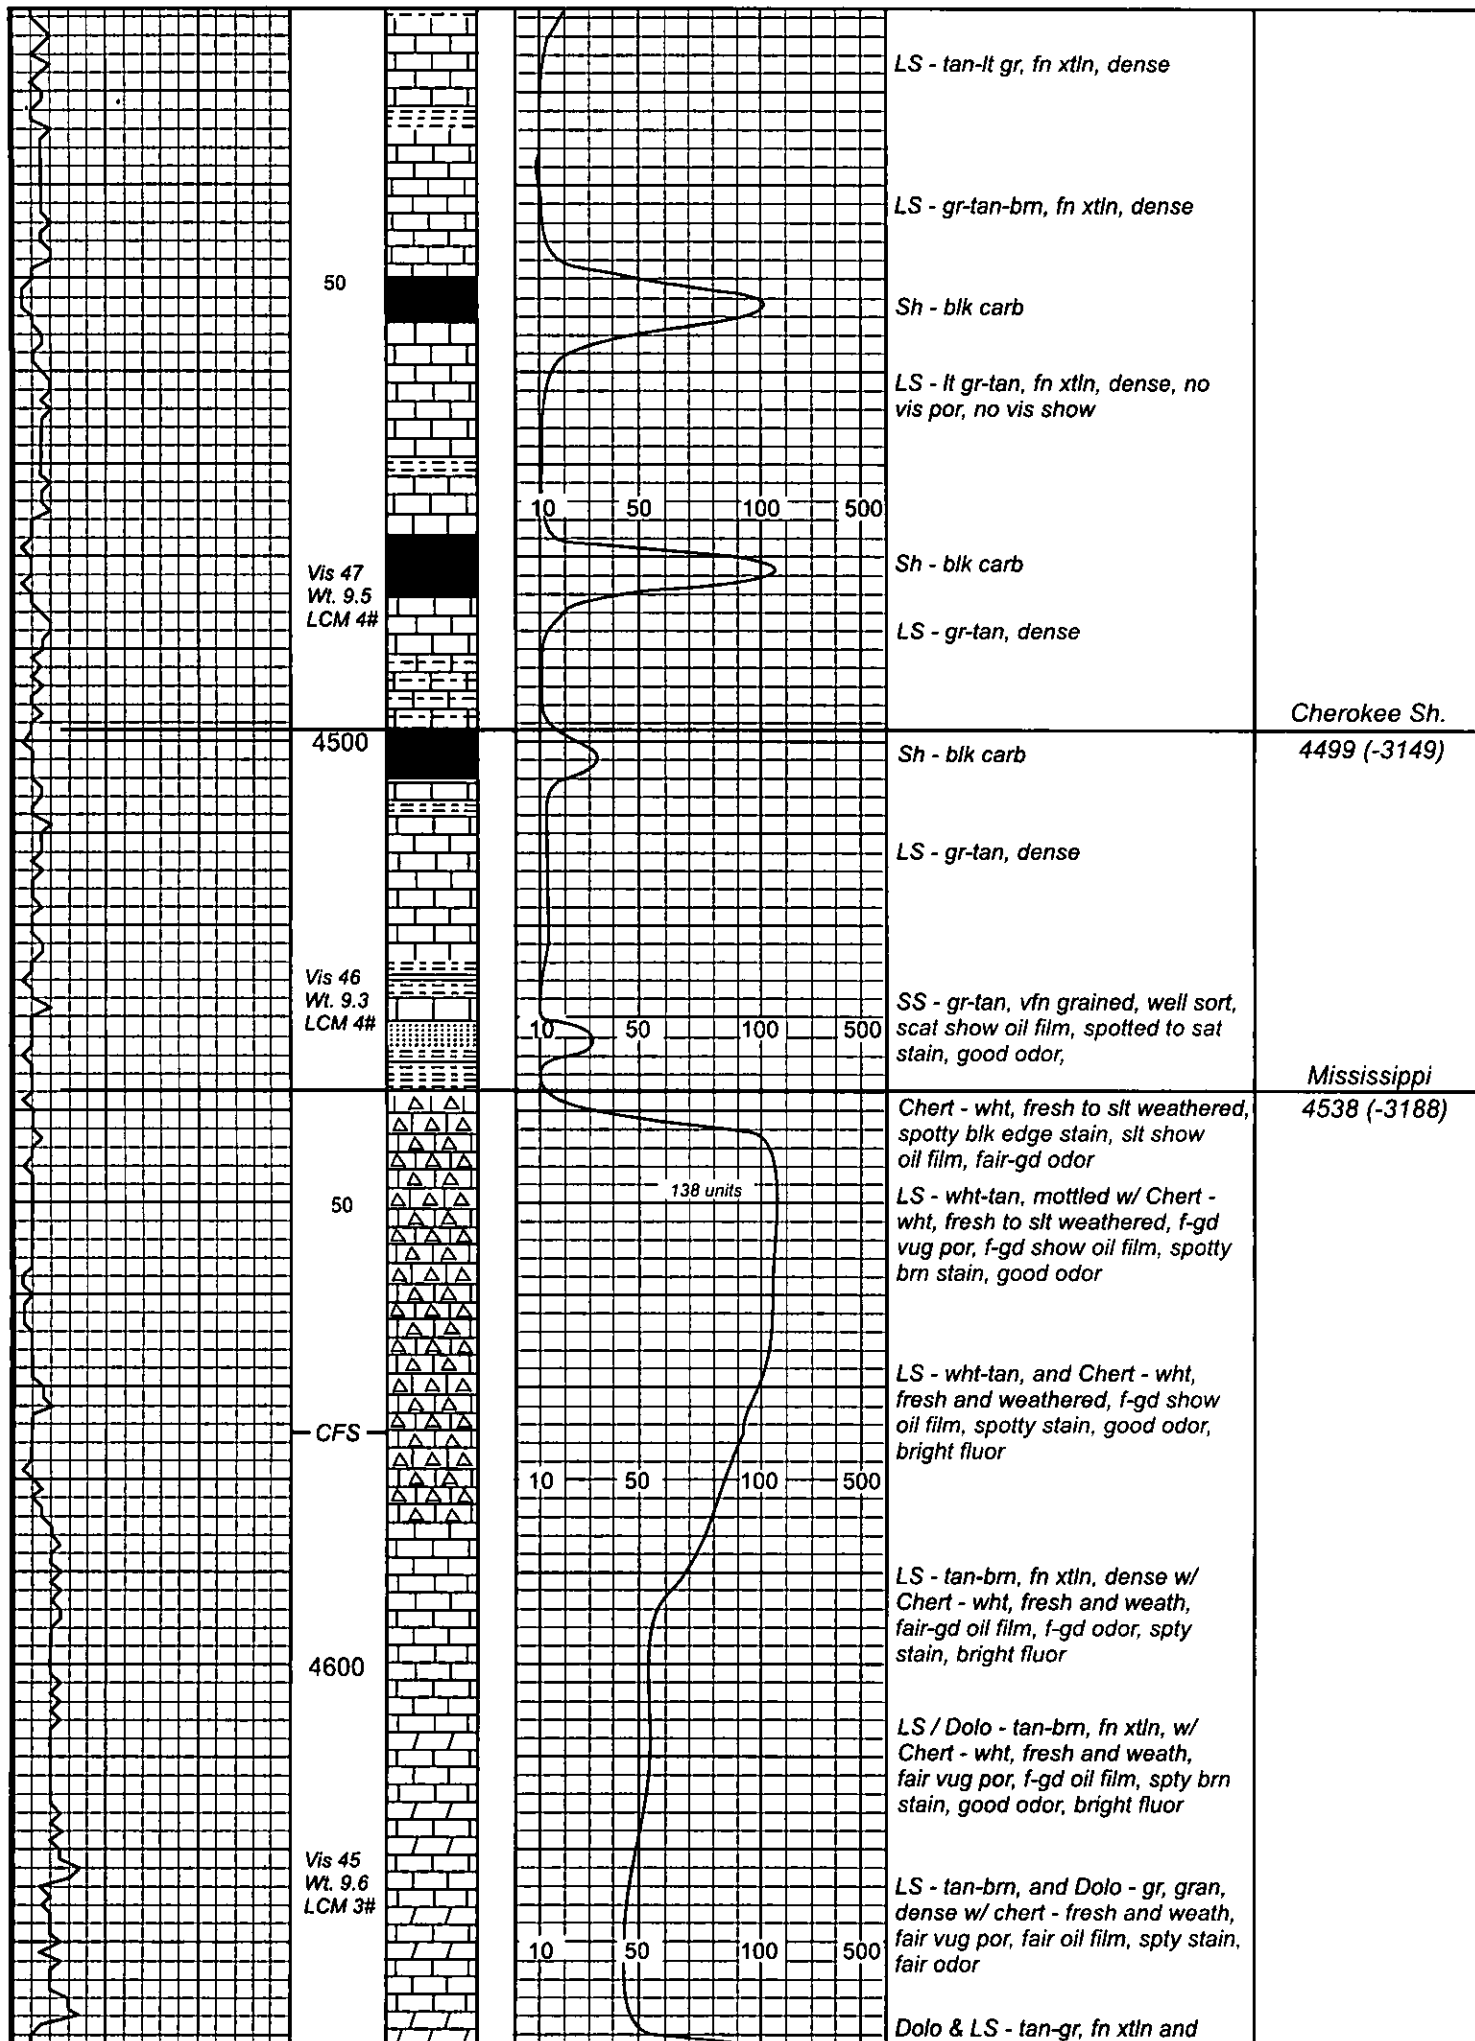 LS - tan-lt gr, fn xtln, dense
LS - gr-tan-brn, fn xtln, dense
50
Sh - blk carb
LS - lt gr-tan, fn xtln, dense, no
vis por, no vis show
10 50 100 500
Sh - blk carb
Vis 47
Wt. 9.5
LCM 4#
LS - gr-tan, dense
Cherokee Sh.
4500
Sh - blk carb
4499 (-3149)
LS - gr-tan, dense
Vis 46
Wt. 9.3
LCM 4#
10 50 100 500
SS - gr-tan, vfn grained, well sort,
scat show oil film, spotted to sat
stain, good odor,
Mississippi
4538 (-3188)
Chert - wht, fresh to slt weathered,
spotty blk edge stain, slt show
oil film, fair-gd odor
138 units
50
LS - wht-tan, mottled w/ Chert -
wht, fresh to slt weathered, f-gd
vug por, f-gd show oil film, spotty
brn stain, good odor
LS - wht-tan, and Chert - wht,
fresh and weathered, f-gd show
oil film, spotty stain, good odor,
bright fluor
CFS
10 50 100 500
LS - tan-brn, fn xtln, dense w/
Chert - wht, fresh and weath,
fair-gd oil film, f-gd odor, spty
stain, bright fluor
4600
LS / Dolo - tan-brn, fn xtln, w/
Chert - wht, fresh and weath,
fair vug por, f-gd oil film, spty brn
stain, good odor, bright fluor
Vis 45
Wt. 9.6
LCM 3#
LS - tan-brn, and Dolo - gr, gran,
dense w/ chert - fresh and weath,
fair vug por, fair oil film, spty stain,
fair odor
10 50 100 500
Dolo & LS - tan-gr, fn xtln and